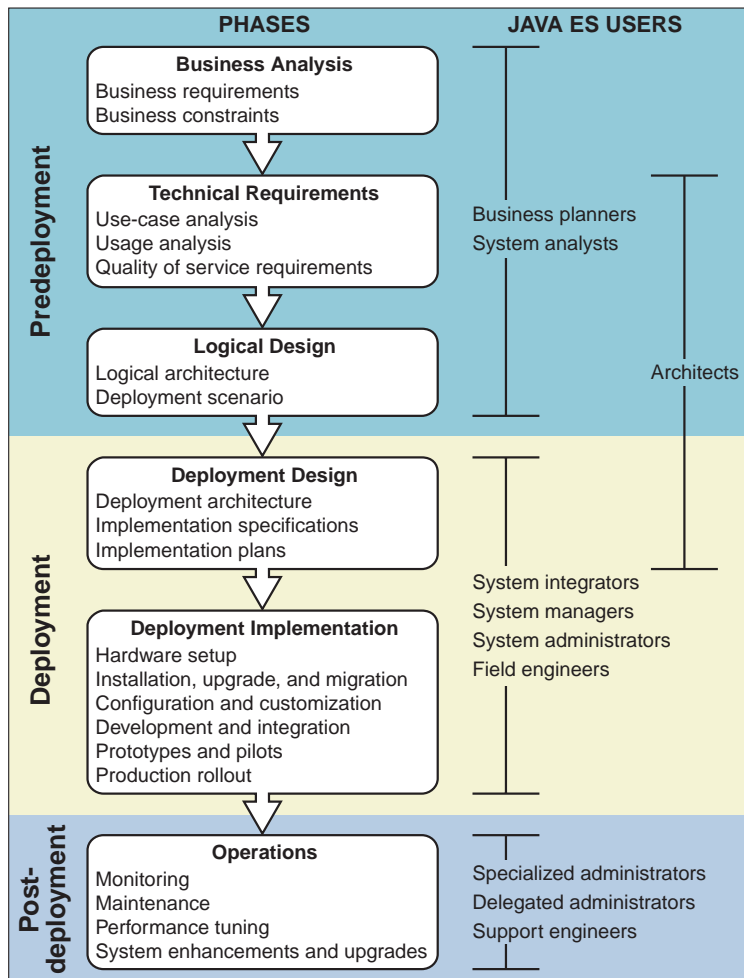 PHASES
JAVA ES USERS
Predeployment
Business Analysis
Business requirements
Business constraints
Technical Requirements
Use-case analysis
Usage analysis
Quality of service requirements
Logical Design
Logical architecture
Deployment scenario
Business planners
System analysts
Architects
Deployment
Deployment Design
Deployment architecture
Implementation specifications
Implementation plans
Deployment Implementation
Hardware setup
Installation, upgrade, and migration
Configuration and customization
Development and integration
Prototypes and pilots
Production rollout
System integrators
System managers
System administrators
Field engineers
Post-
deployment
Operations
Monitoring
Maintenance
Performance tuning
System enhancements and upgrades
Specialized administrators
Delegated administrators
Support engineers